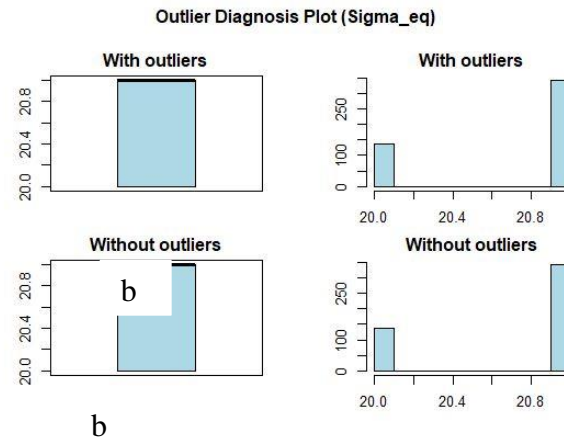 Outlier Diagnosis Plot (Sigma_eq)
With outliers
20.0 20.4 20.8
With outliers
0 100 250
20.0 20.4 20.8
Without outliers
20.0 20.4 20.8
b
Without outliers
0 100 250
20.0 20.4 20.8
b